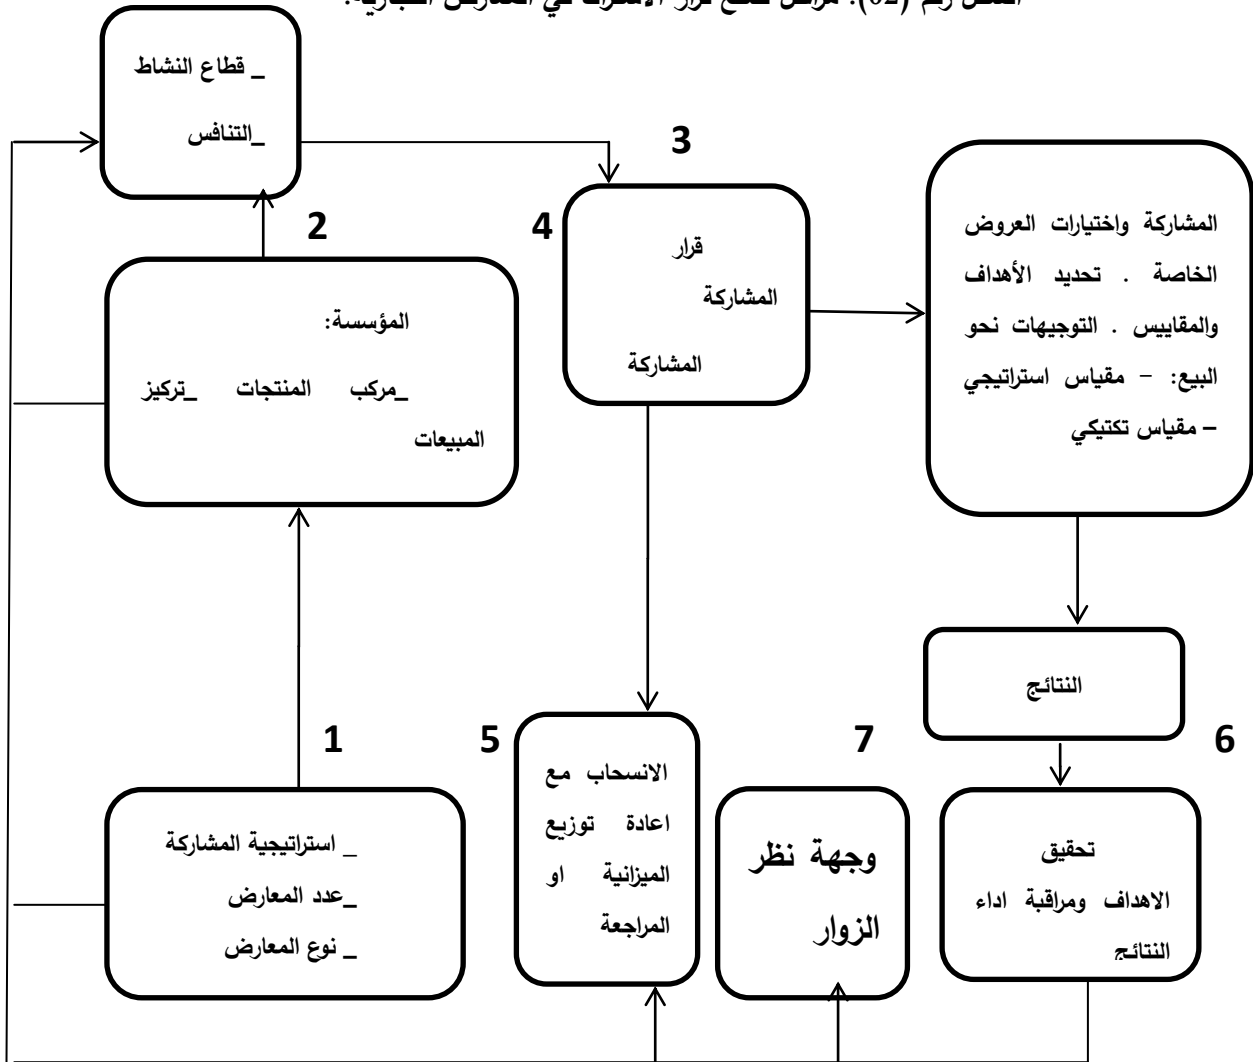 _ قطاع النشاط
_التنافس
3
2
4
المشاركة واختيارات العروض
الخاصة . تحديد الأهداف
والمقاييس . التوجيهات نحو
البيع: – مقياس استراتيجي
– مقياس تكتيكي
قرار
المشاركة
المشاركة
المؤسسة:
_مركب المنتجات _تركيز
المبيعات
النتائج
1
5
7
6
_ استراتيجية المشاركة
_عدد المعارض
_ نوع المعارض
الانسحاب مع
اعادة توزيع
الميزانية او
المراجعة
وجهة نظر
الزوار
تحقيق
الاهداف ومراقبة اداء
النتائج